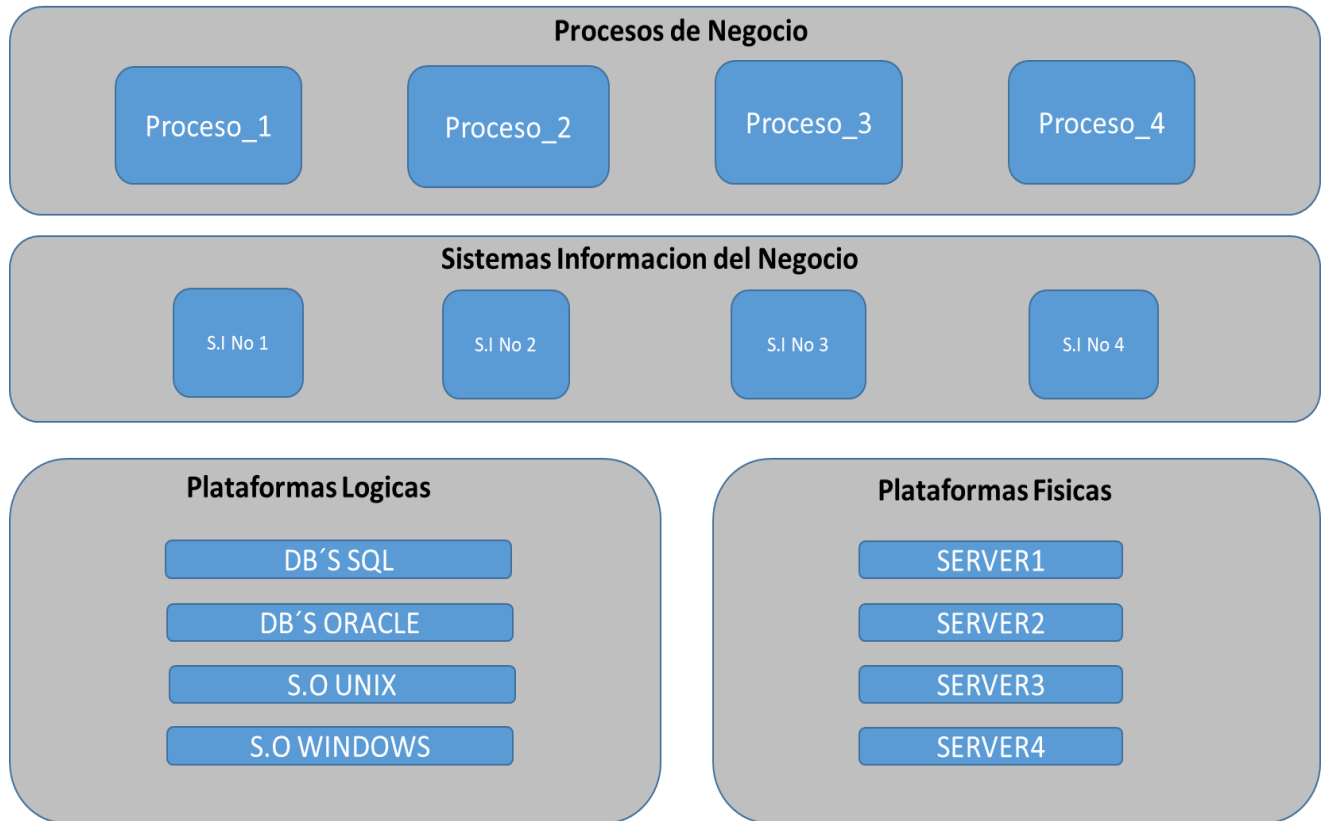 Procesos de Negocio
Proceso_1
Proceso_2
Proceso_3
Proceso_4
Sistemas Informacion del Negocio
S.I No 1
S.I No 2
S.I No 3
S.I No 4
Plataformas Logicas
DB´S SQL
DB´S ORACLE
S.O UNIX
S.O WINDOWS
Plataformas Fisicas
SERVER1
SERVER2
SERVER3
SERVER4